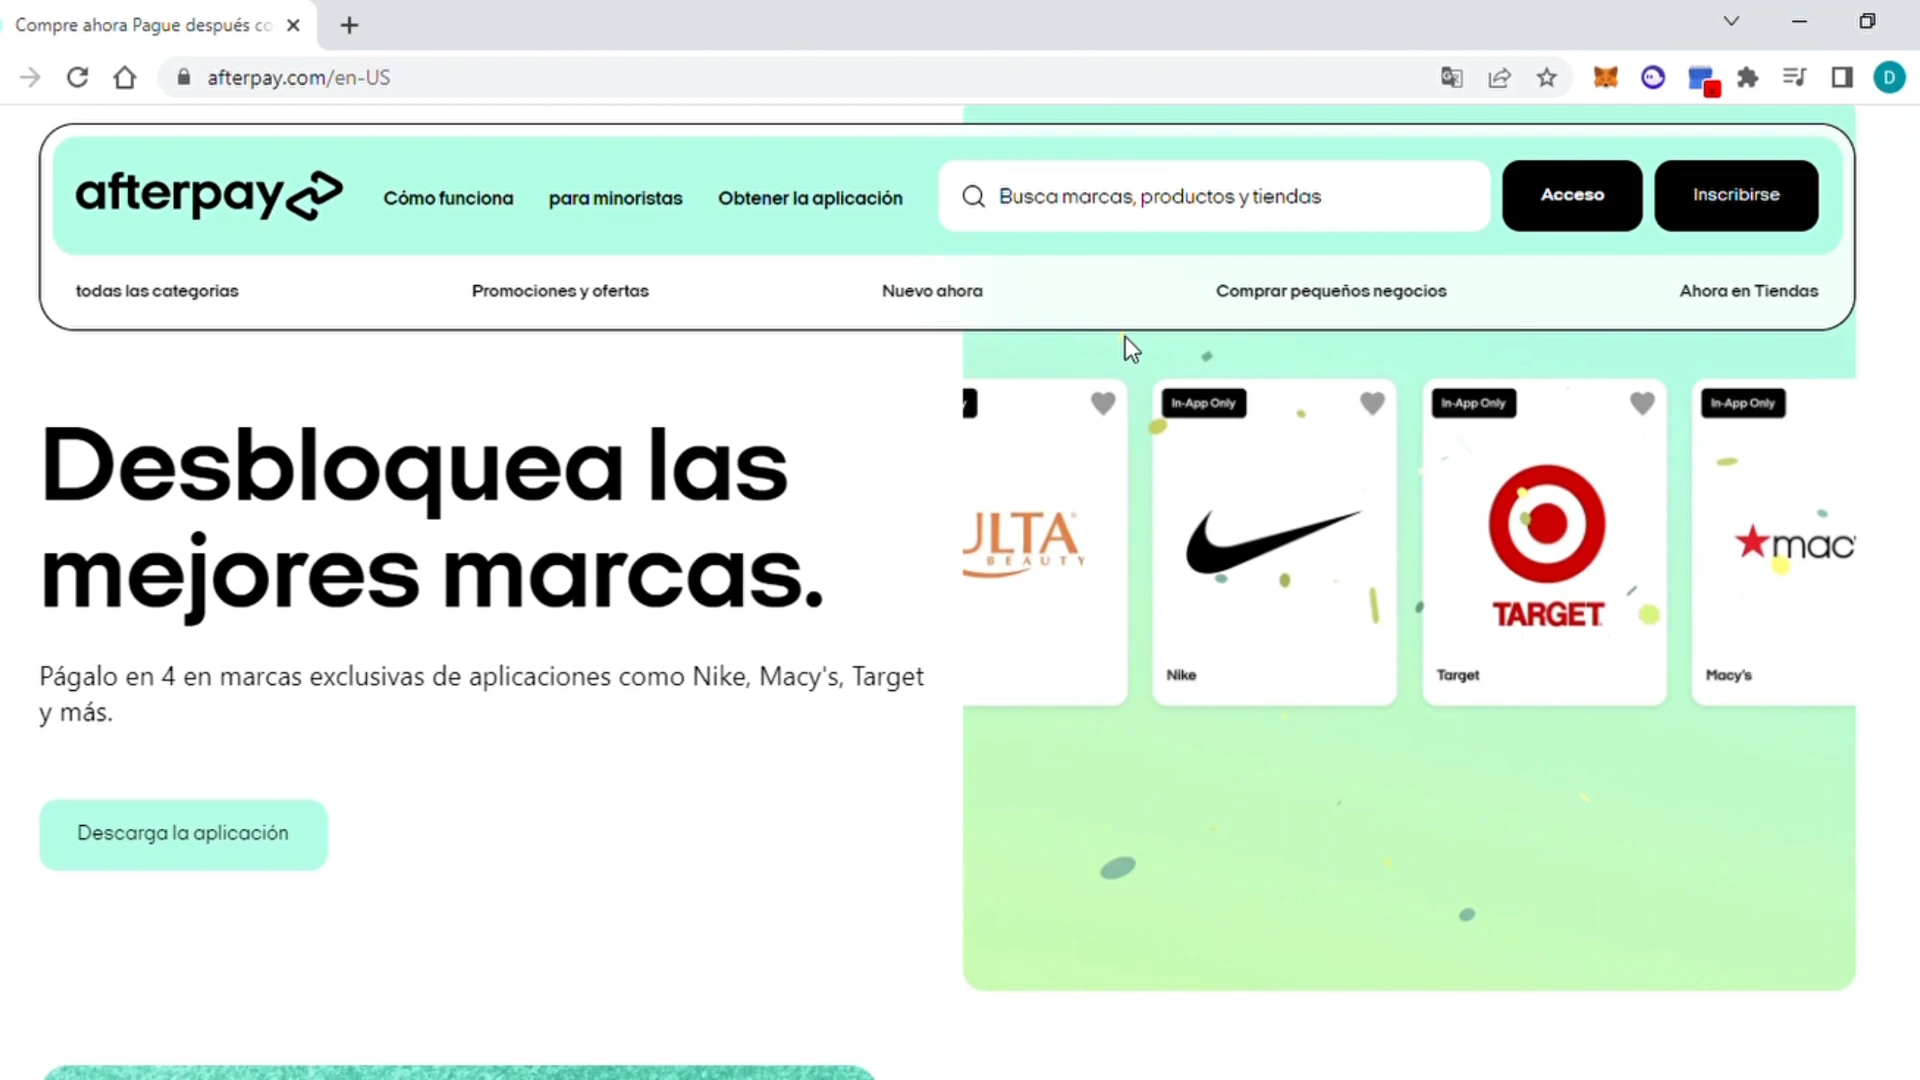 Compre ahora Pague después co
afterpay.com/en-US
D
afterpay
Cómo funciona
para minoristas
Obtener la aplicación
Busca marcas, productos y tiendas
Acceso
Inscribirse
todas las categorias
Promociones y ofertas
Nuevo ahora
Comprar pequeños negocios
Ahora en Tiendas
Desbloquea las
mejores marcas.
Págalo en 4 en marcas exclusivas de aplicaciones como Nike, Macy's, Target
y más.
Descarga la aplicación
ULTA
BEAUTY
In-App Only
Nike
In-App Only
TARGET
Target
In-App Only
mac
Macy's